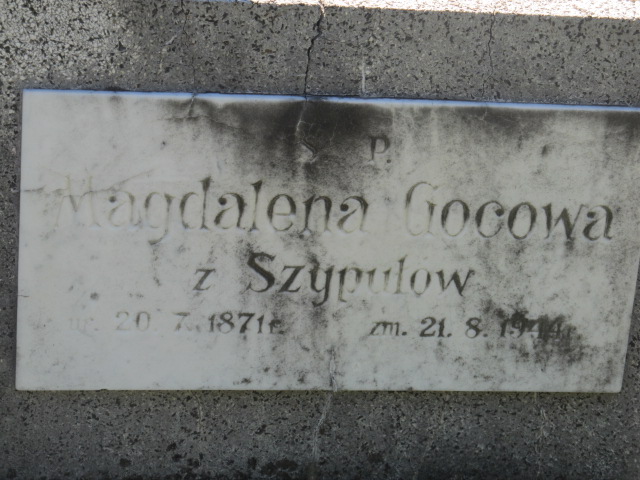 Ś. P.
Magdalena Gocowa
z Szypulow
ur. 20. 7. 1871 r.
zm. 21. 8. 1944